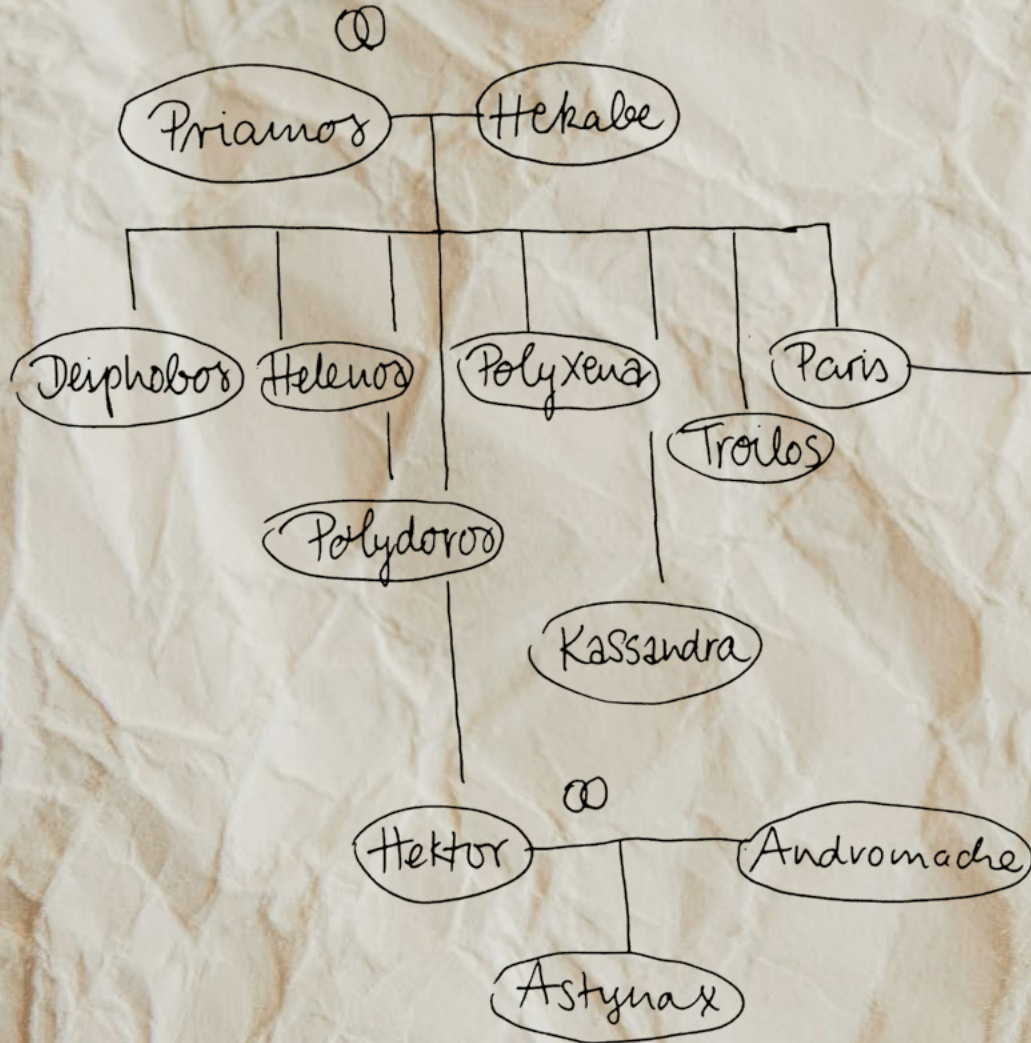 Priamos
Hekabe
Deiphobos
Helenos
Polyxena
Paris
Troilos
Polydoros
Kassandra
Hektor
Andromache
Astynax